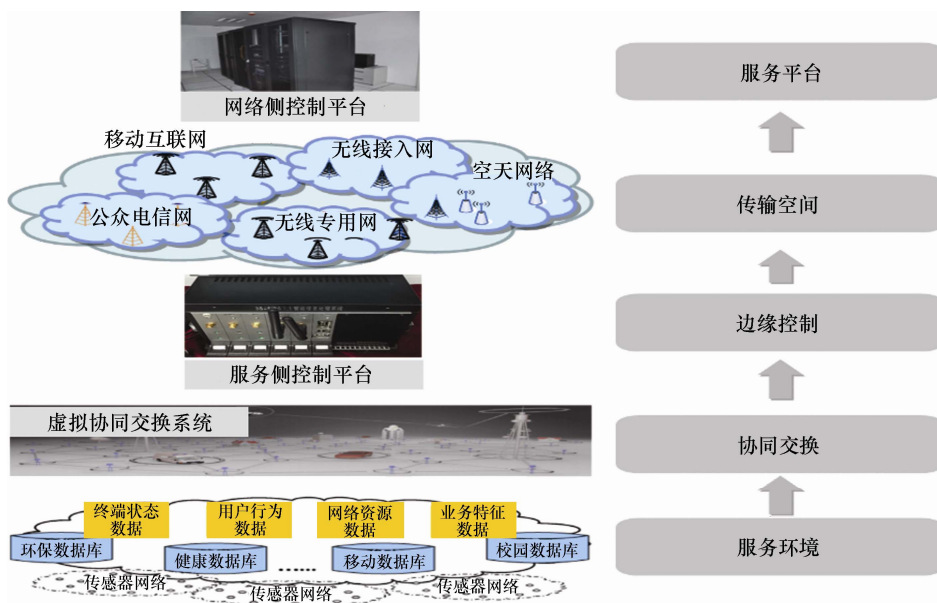 网络侧控制平台
服务平台
移动互联网
无线接入网
空天网络
公众电信网
无线专用网
传输空间
边缘控制
服务侧控制平台
虚拟协同交换系统
协同交换
终端状态
数据
用户行为
数据
网络资源
数据
业务特征
数据
环保数据库
健康数据库
……
移动数据库
校园数据库
服务环境
传感器网络
传感器网络
传感器网络